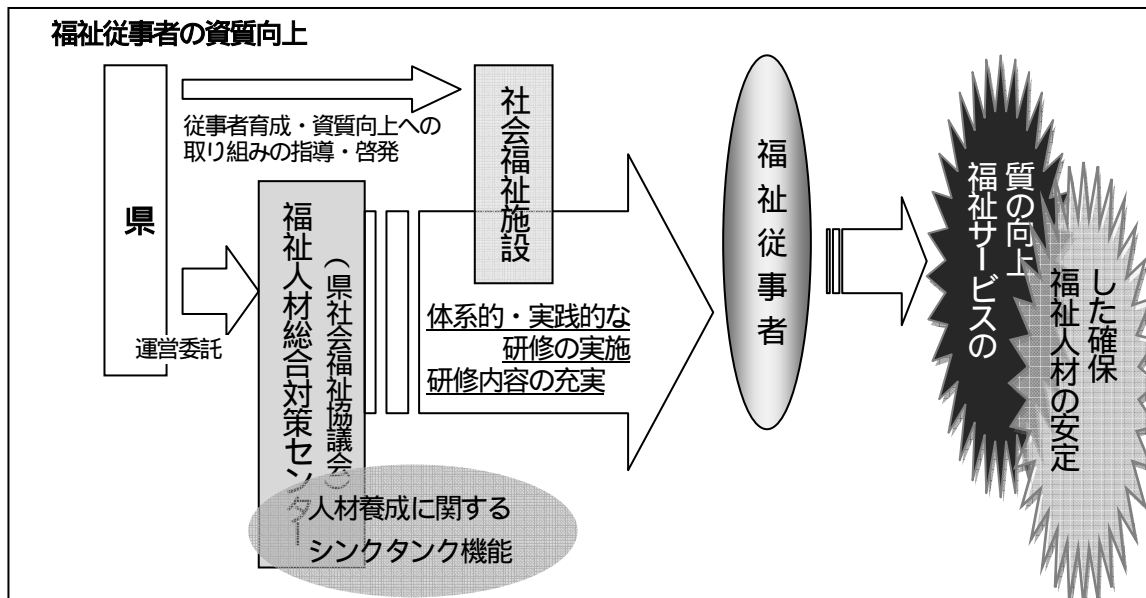 福祉従事者の資質向上
県
従事者育成・資質向上への
取り組みの指導・啓発
運営委託
社会福祉施設
福祉人材総合対策センター
（県社会福祉協議会）
人材養成に関する
シンクタンク機能
体系的・実践的な
研修の実施
研修内容の充実
福祉従事者
福祉サービスの
質の向上
福祉人材の安定
した確保